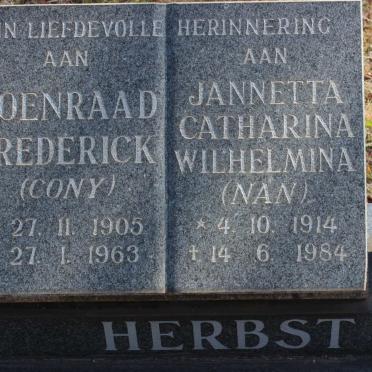 IN LIEFDEVOLLE HERINNERING
AAN
OENRAAD
REDERICK
(CONY)
27. 11. 1905
27. 1. 1963
AAN
JANNETTA
CATHARINA
WILHELMINA
(NAN)
* 4. 10. 1914
† 14. 6. 1984
HERBST